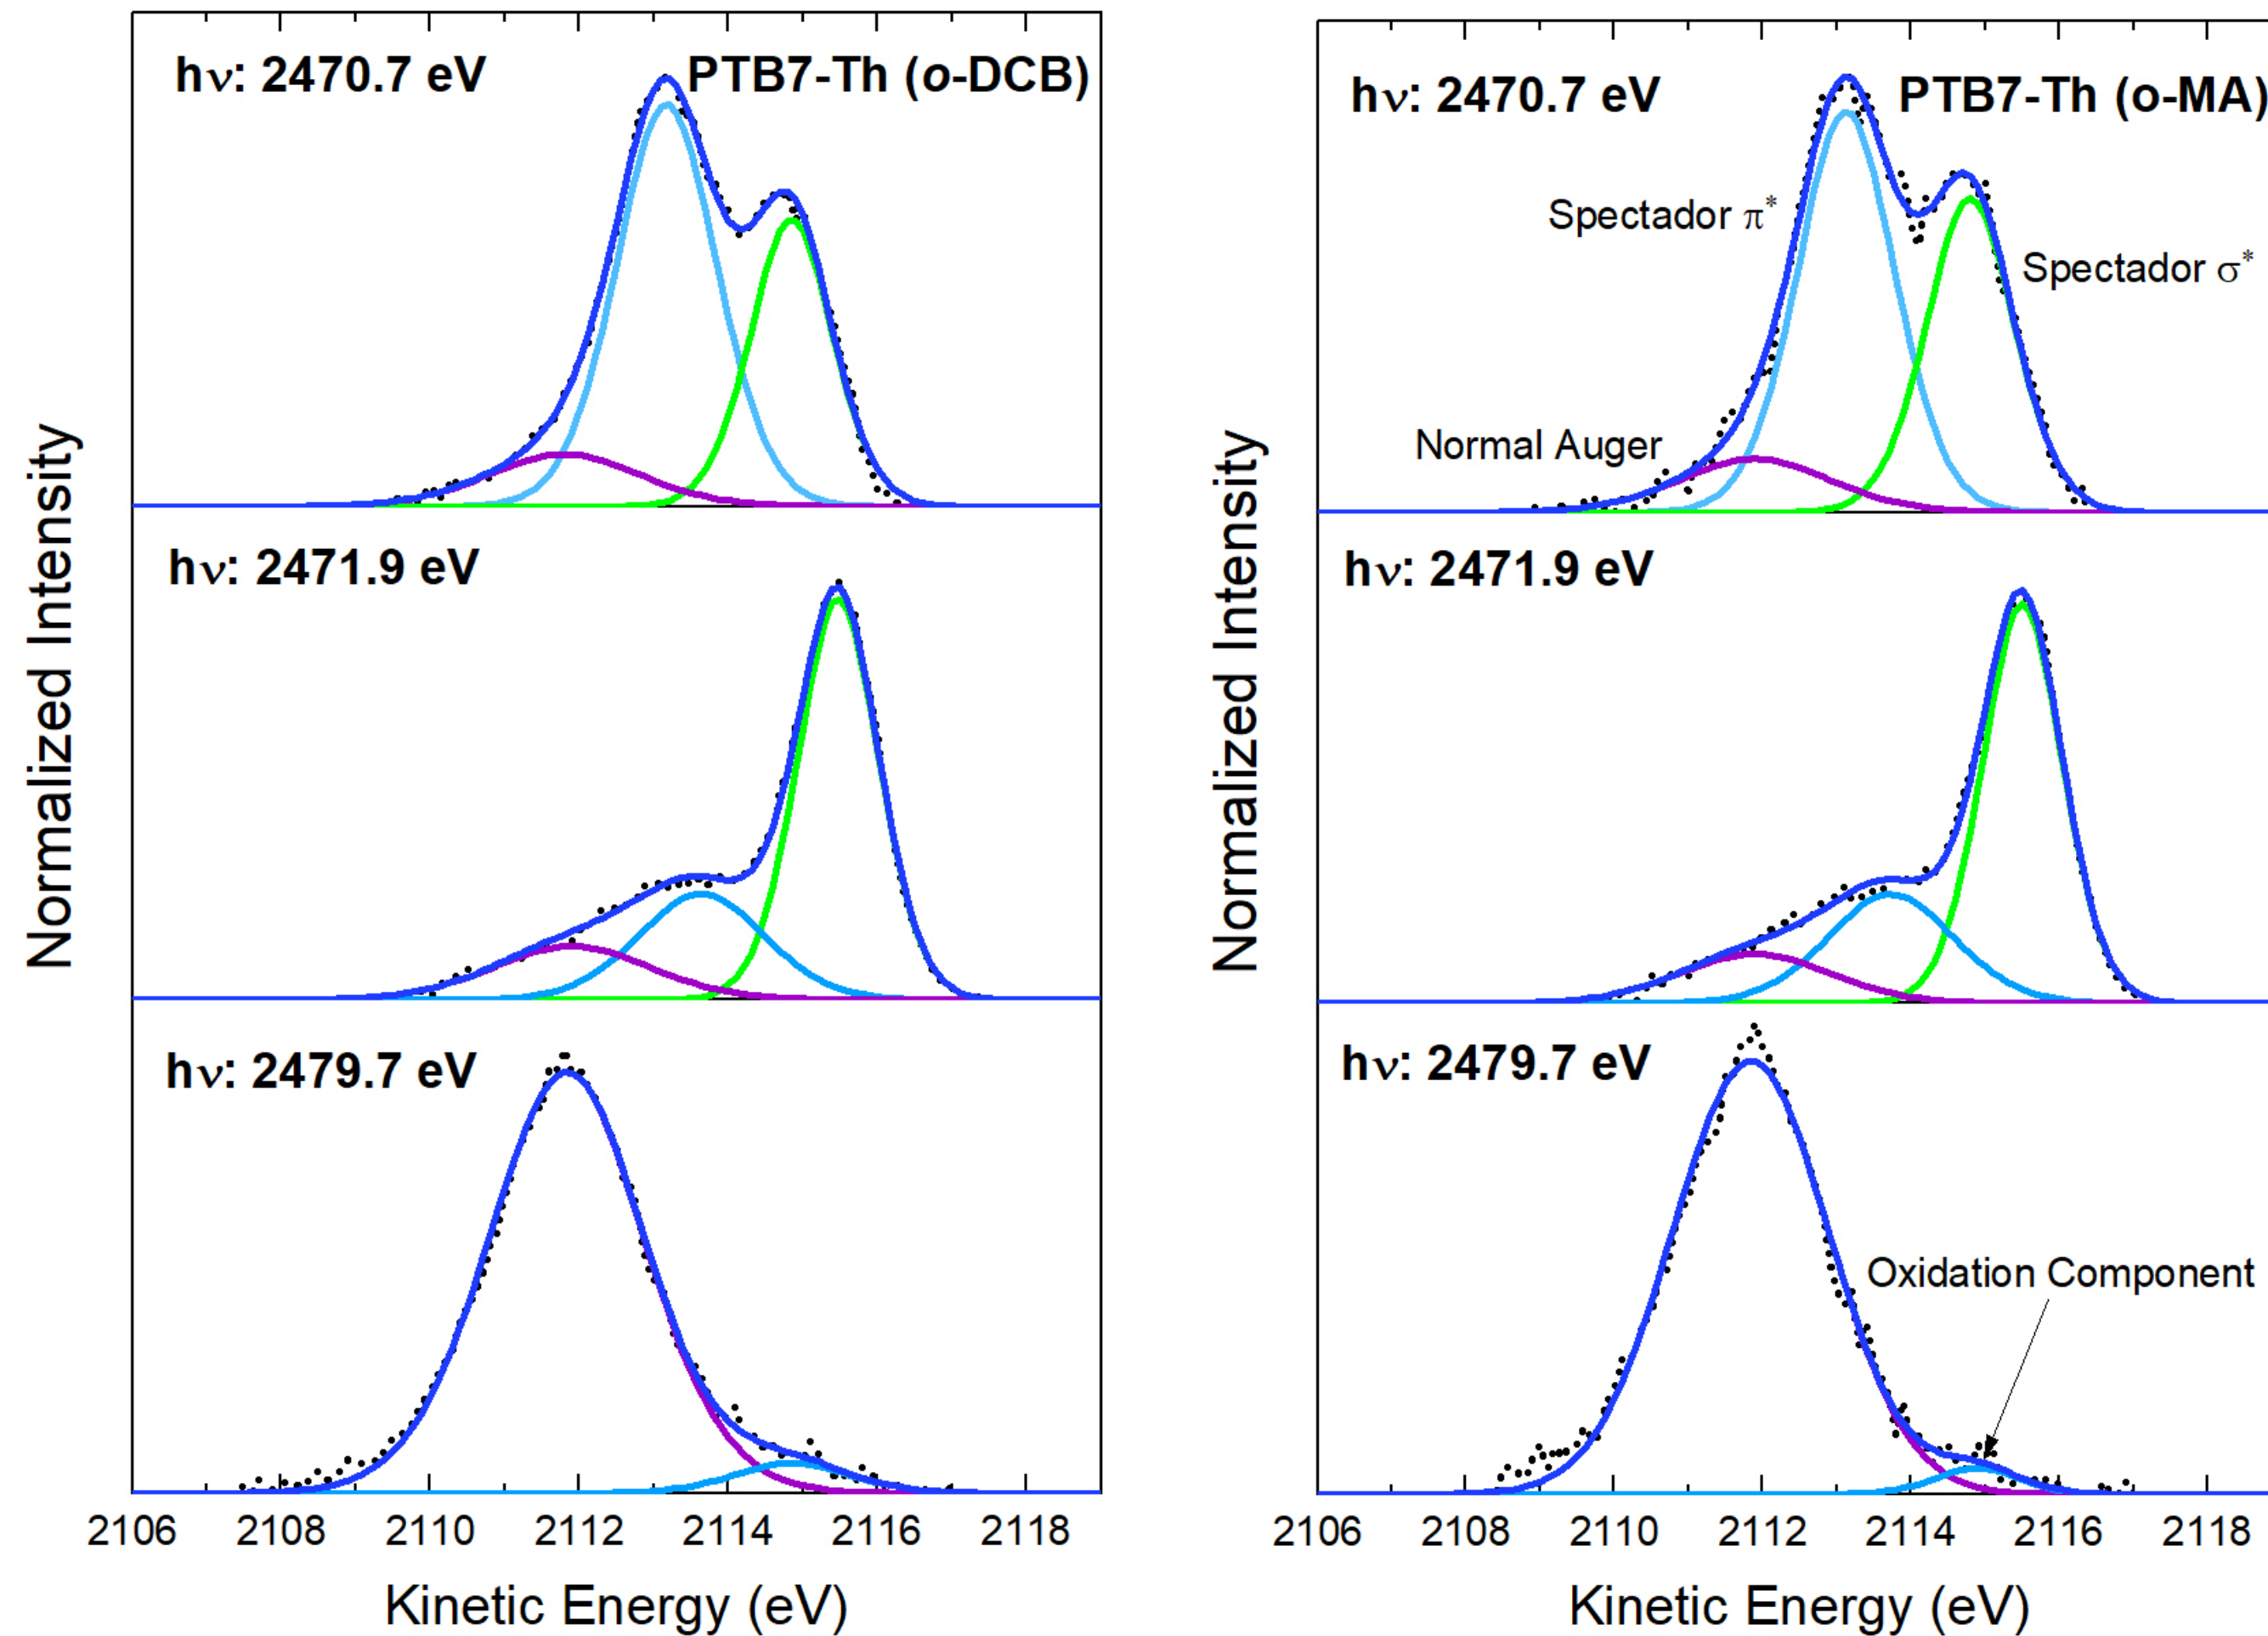 hν: 2470.7 eV
PTB7-Th (o-DCB)
hν: 2471.9 eV
hν: 2479.7 eV
Normalized Intensity
2106 2108 2110 2112 2114 2116 2118
Kinetic Energy (eV)
hν: 2470.7 eV
PTB7-Th (o-MA)
Spectador π*
Spectador σ*
Normal Auger
hν: 2471.9 eV
hν: 2479.7 eV
Oxidation Component
Normalized Intensity
2106 2108 2110 2112 2114 2116 2118
Kinetic Energy (eV)